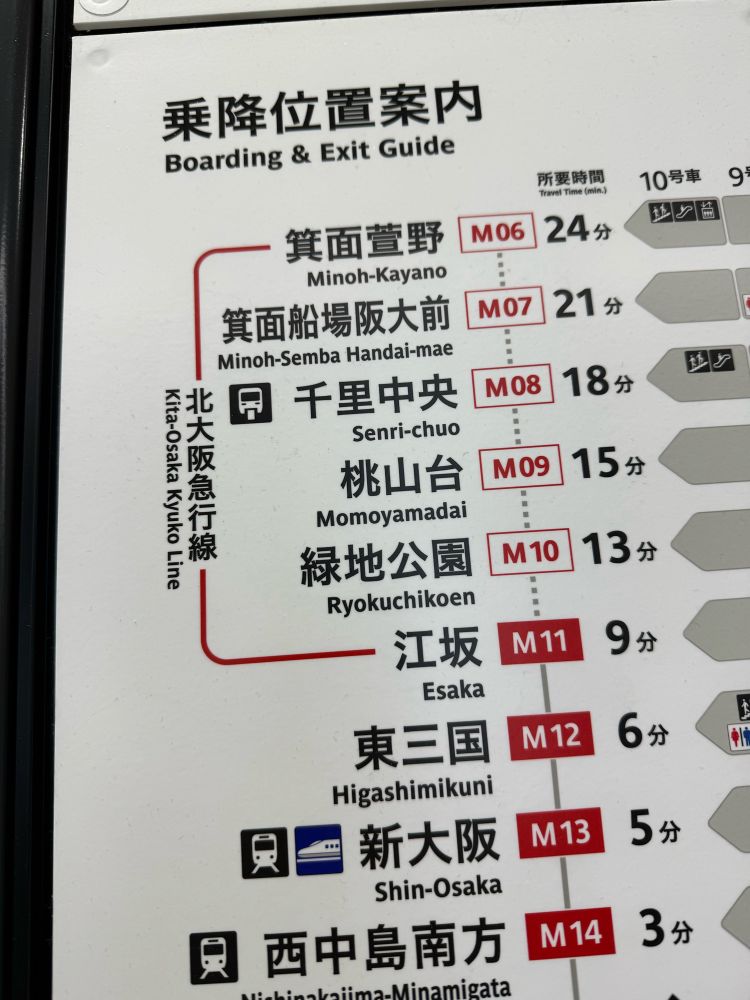 乗降位置案内
Boarding & Exit Guide
所要時間 10号車 9号
Travel Time (min.)
箕面萱野 M06 24分
Minoh-Kayano
箕面船場阪大前 M07 21分
Minoh-Semba Handai-mae
千里中央 M08 18分
Senri-chuo
桃山台 M09 15分
Momoyamadai
緑地公園 M10 13分
Ryokuchikoen
北大阪急行線
Kita-Osaka Kyuko Line
江坂 M11 9分
Esaka
東三国 M12 6分
Higashimikuni
新大阪 M13 5分
Shin-Osaka
西中島南方 M14 3分
Nishinakajima-Minamigata